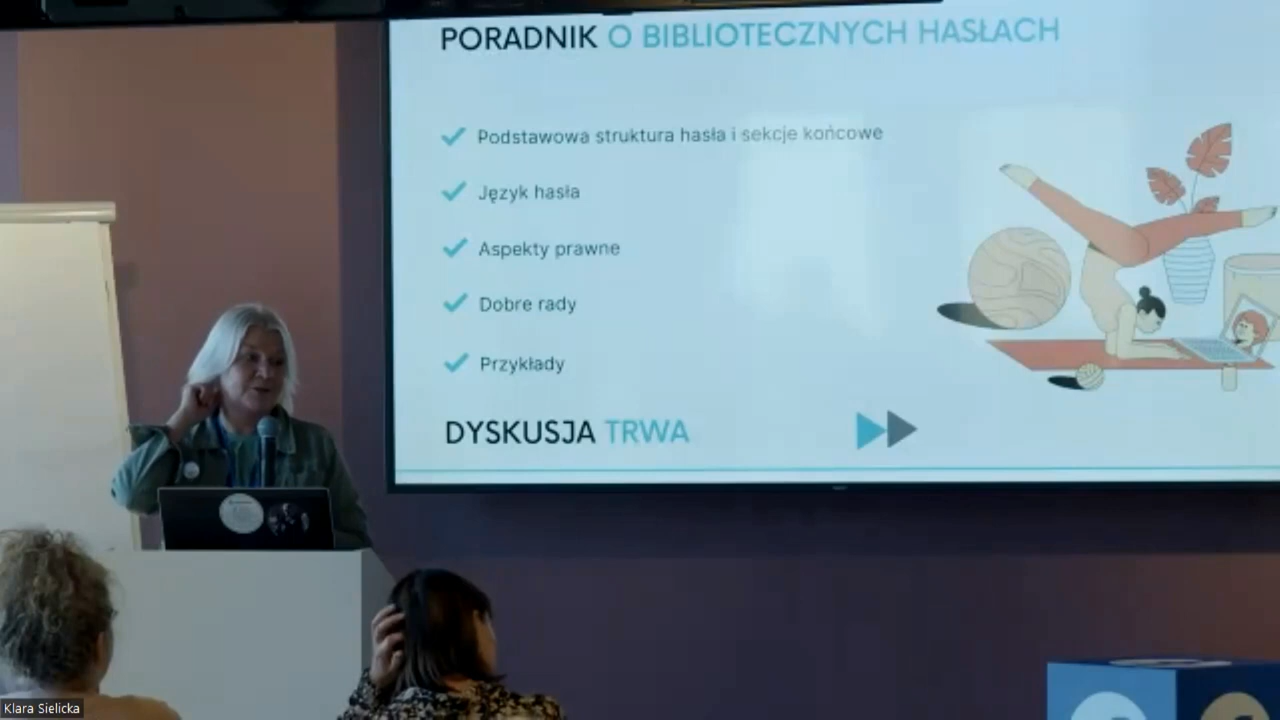 PORADNIK O BIBLIOTECZNYCH HASŁACH
Podstawowa struktura hasła i sekcje końcowe
Język hasła
Aspekty prawne
Dobre rady
Przykłady
DYSKUSJA TRWA
Klara Sielicka